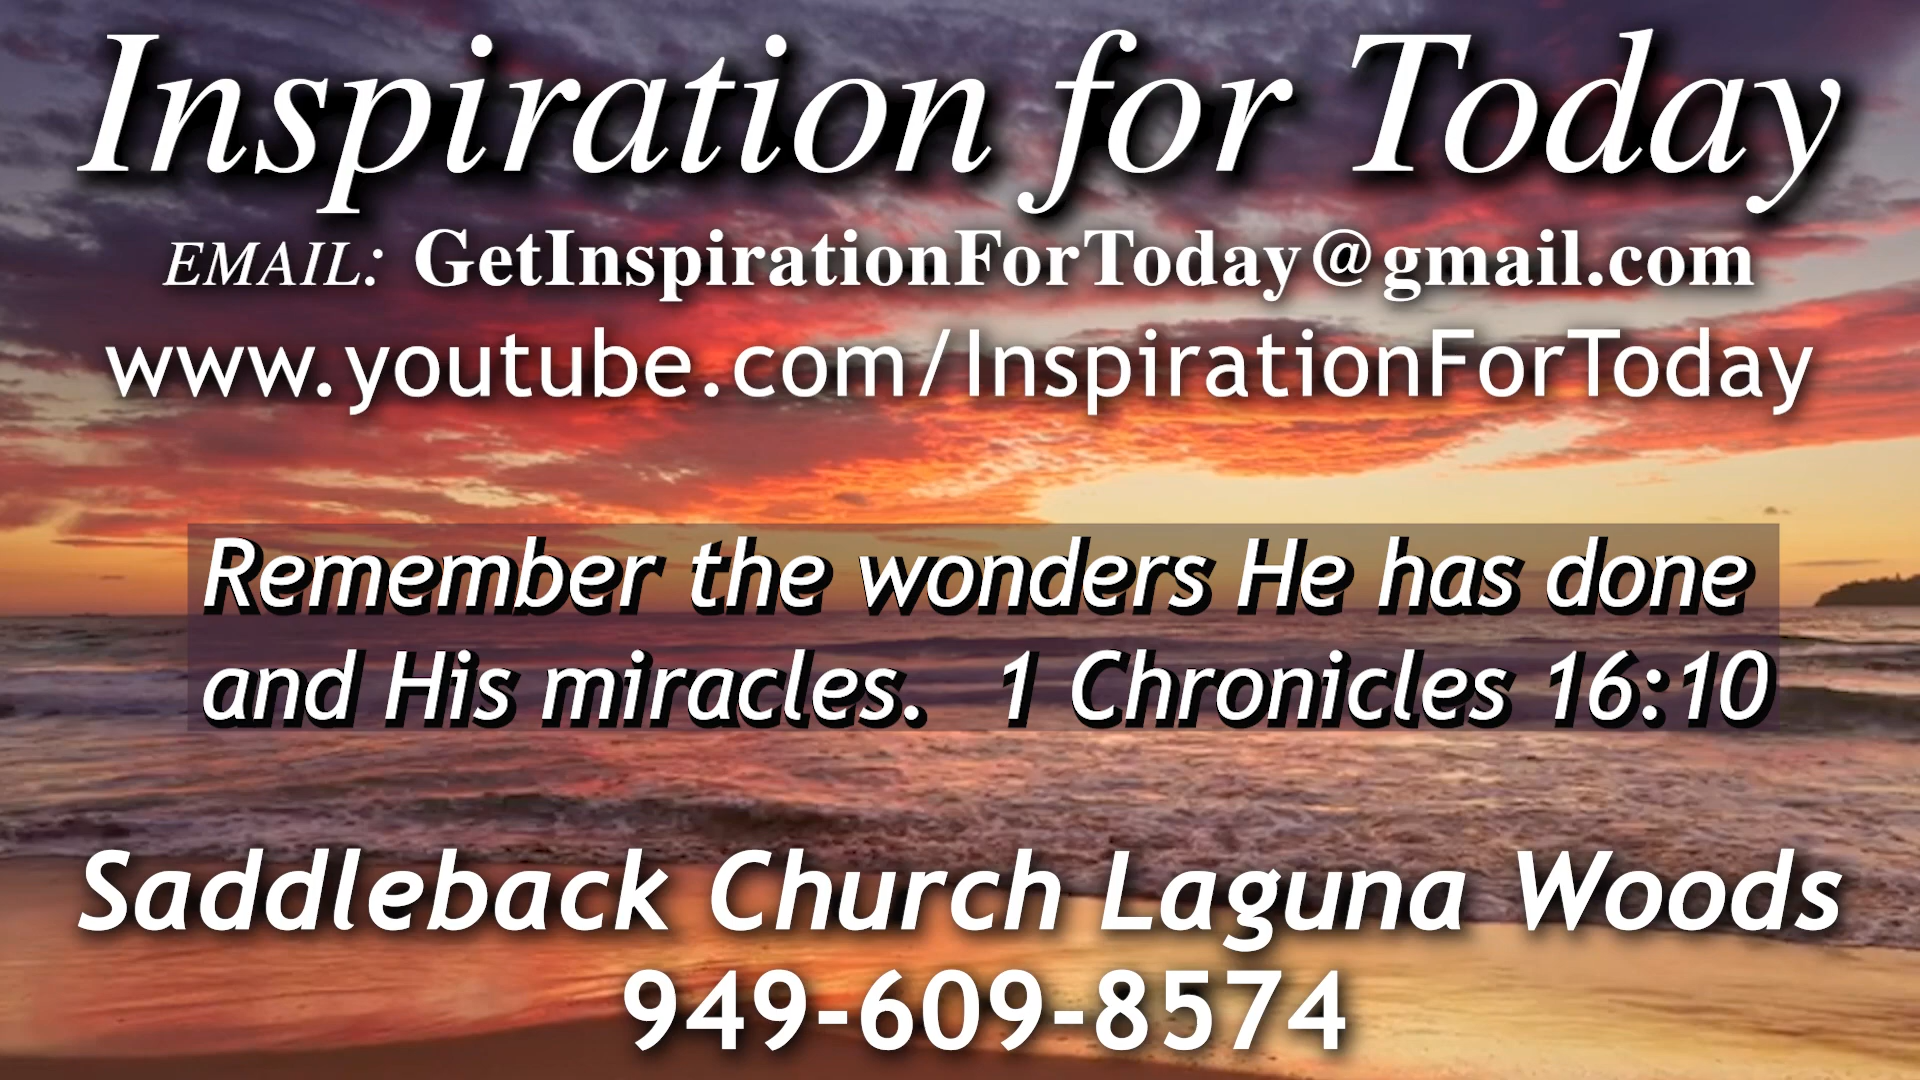 Inspiration for Today
EMAIL: GetInspirationForToday@gmail.com
www.youtube.com/InspirationForToday
Remember the wonders He has done
and His miracles. 1 Chronicles 16:10
Saddleback Church Laguna Woods
949-609-8574